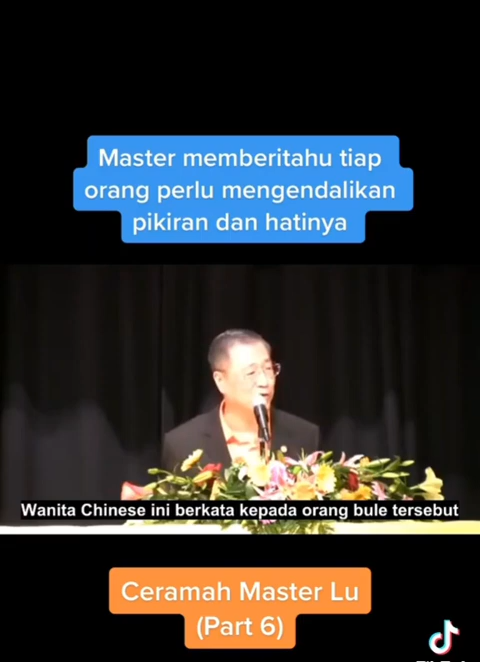 Master memberitahu tiap
orang perlu mengendalikan
pikiran dan hatinya
Wanita Chinese ini berkata kepada orang bule tersebut
Ceramah Master Lu
(Part 6)